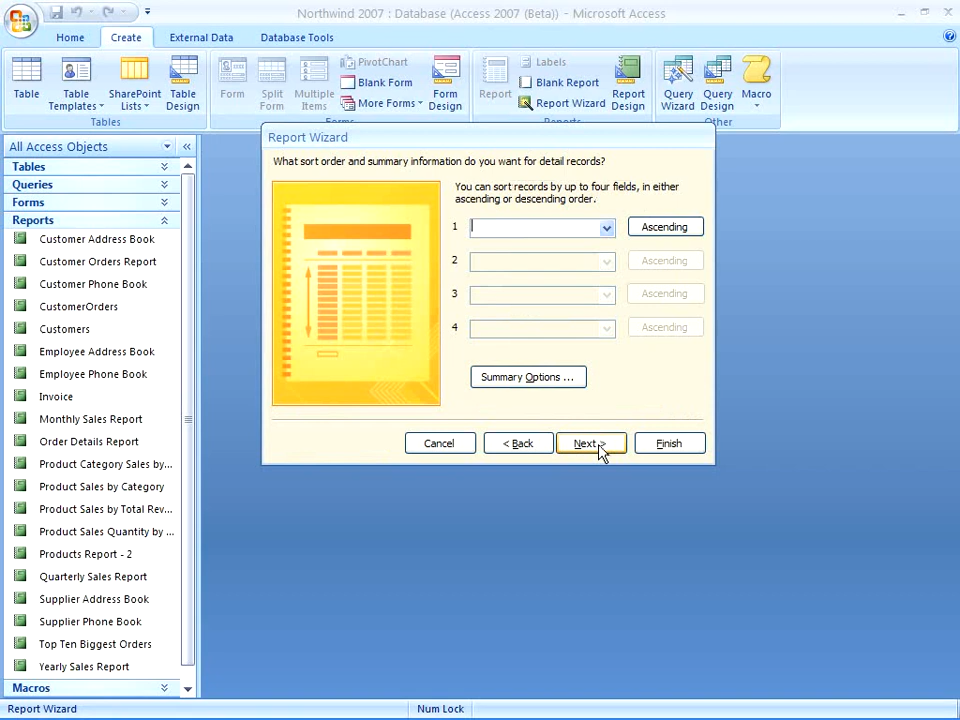 Northwind 2007 : Database (Access 2007 (Beta)) - Microsoft Access
Home Create External Data Database Tools
Table
Table Templates
SharePoint Lists
Table Design
Tables
Form
Split Form
Multiple Items
PivotChart
Blank Form
More Forms
Form Design
Forms
Report
Labels
Blank Report
Report Wizard
Report Design
Reports
Query Wizard
Query Design
Macro
Other
All Access Objects
Tables
Queries
Forms
Reports
Customer Address Book
Customer Orders Report
Customer Phone Book
CustomerOrders
Customers
Employee Address Book
Employee Phone Book
Invoice
Monthly Sales Report
Order Details Report
Product Category Sales by...
Product Sales by Category
Product Sales by Total Rev...
Product Sales Quantity by ...
Products Report - 2
Quarterly Sales Report
Supplier Address Book
Supplier Phone Book
Top Ten Biggest Orders
Yearly Sales Report
Macros
Report Wizard
What sort order and summary information do you want for detail records?
You can sort records by up to four fields, in either
ascending or descending order.
1 Ascending
2 Ascending
3 Ascending
4 Ascending
Summary Options ...
Cancel < Back Next > Finish
Report Wizard Num Lock